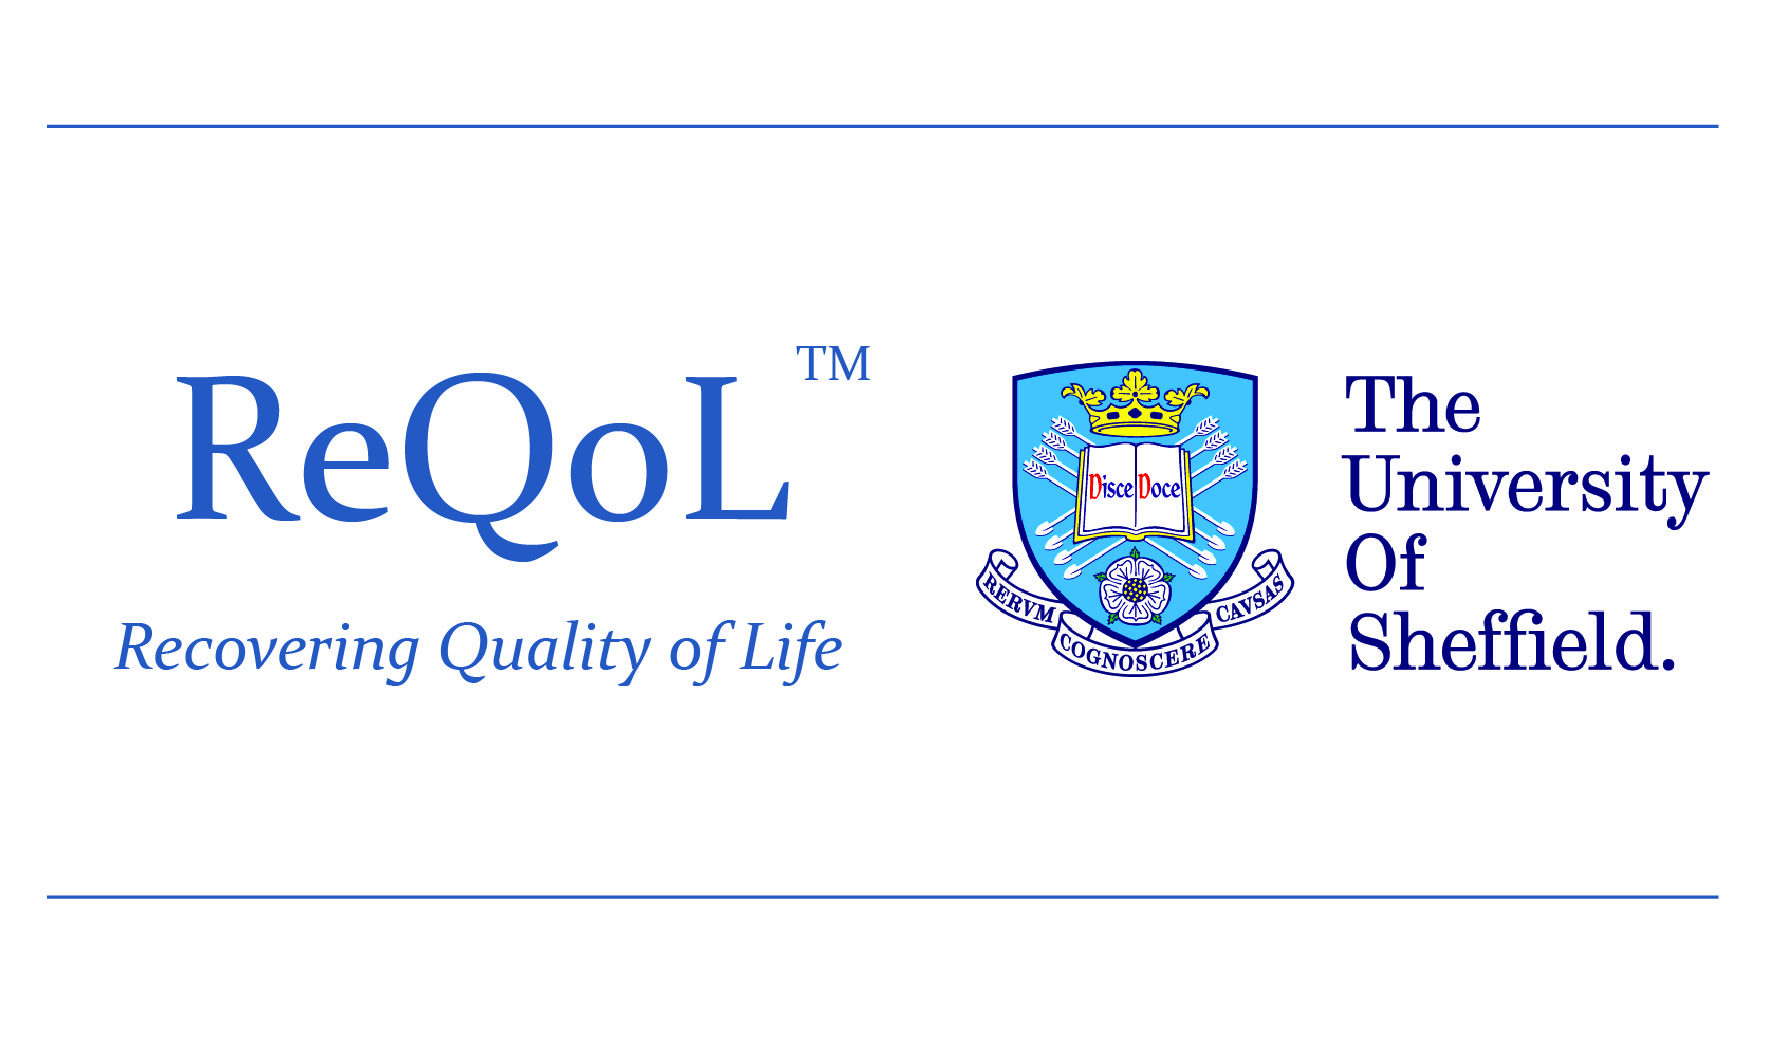 ReQoL™
Recovering Quality of Life
Disce Doce
RERVM COGNOSCERE CAVSAS
The
University
Of
Sheffield.